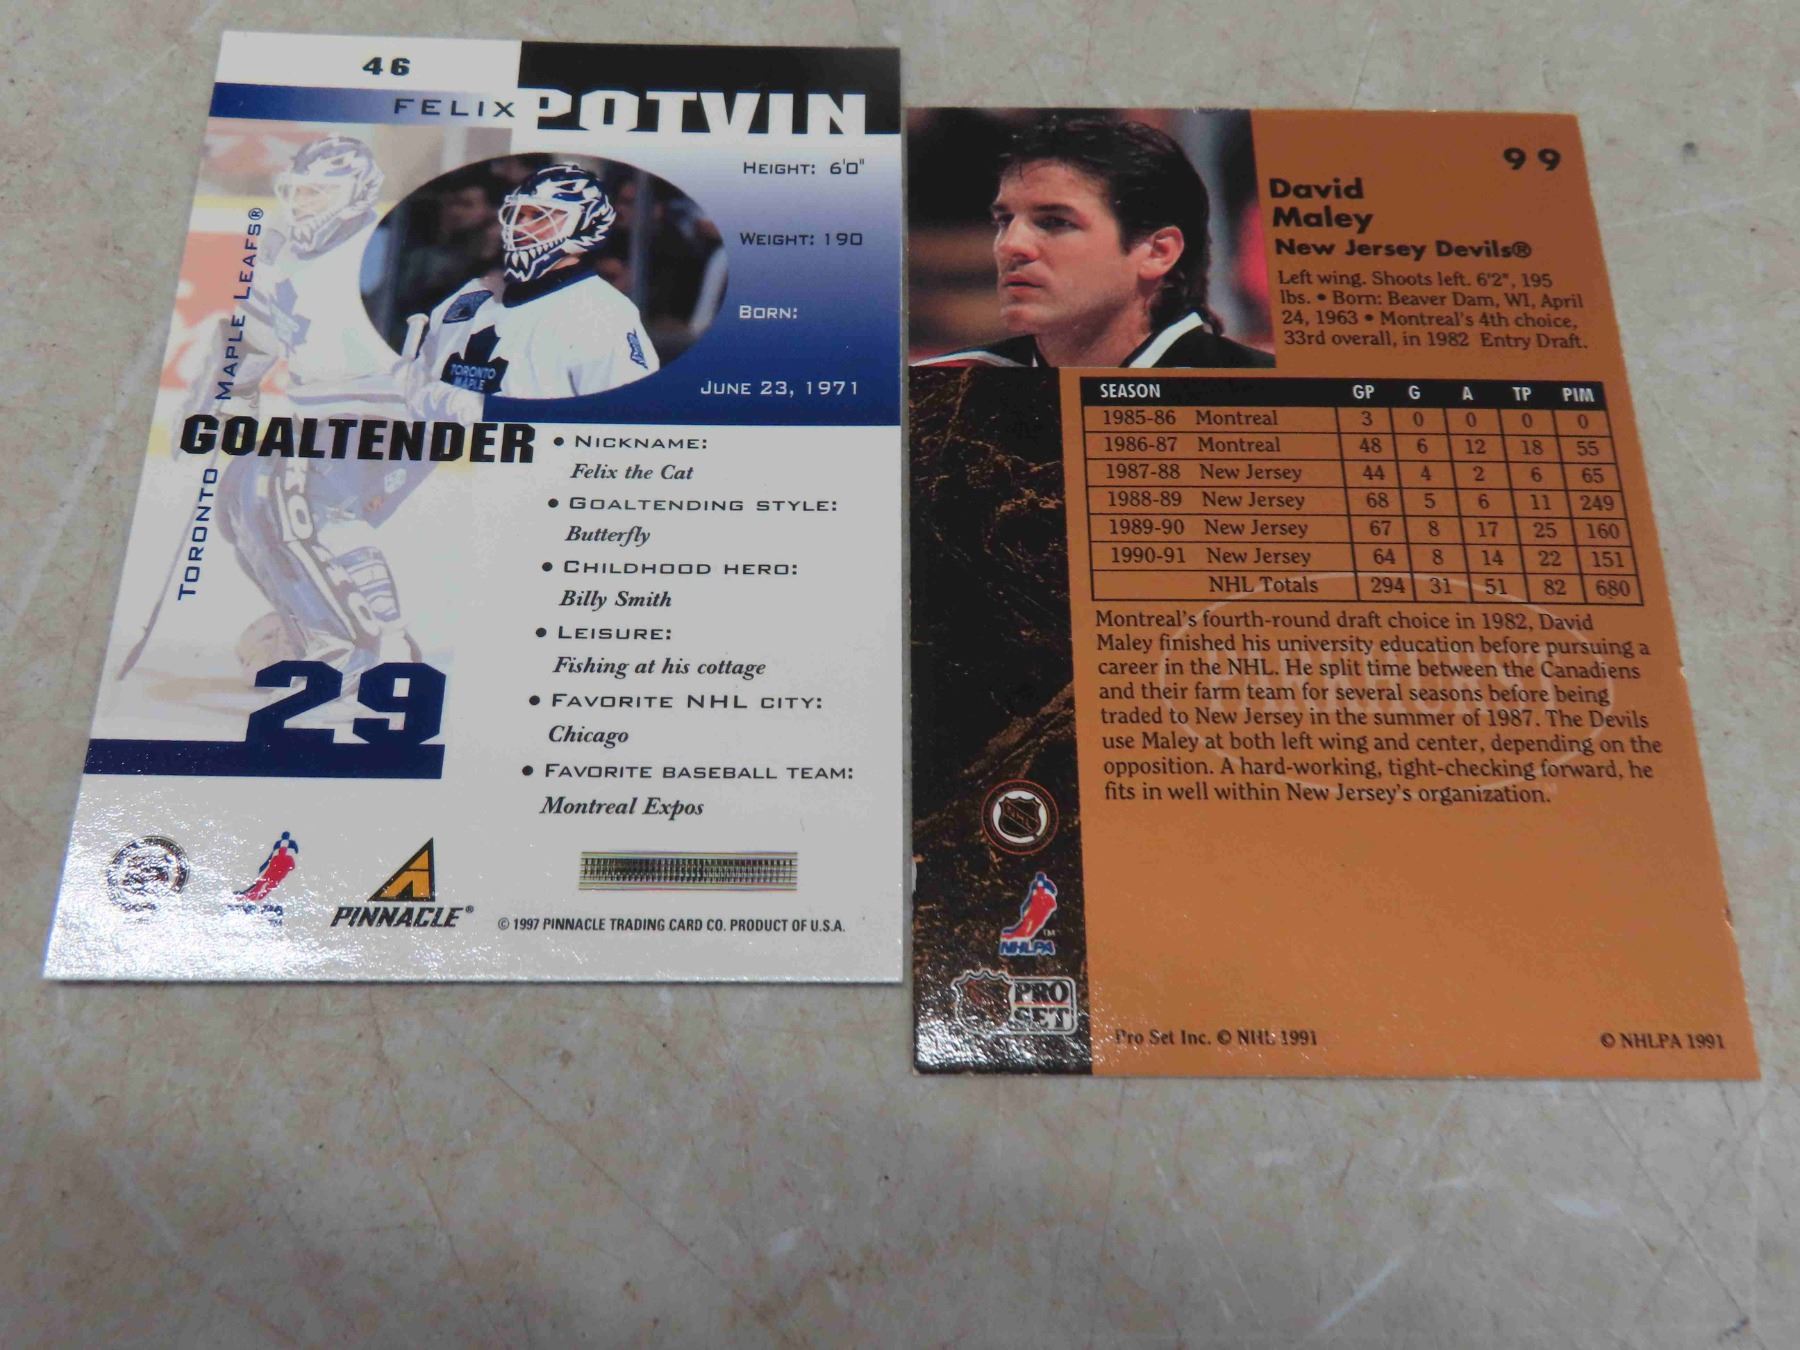 46
FELIX POTVIN
HEIGHT: 6'0"
WEIGHT: 190
BORN:
JUNE 23, 1971
TORONTO MAPLE LEAFS®
TORONTO
MAPLE
GOALTENDER
• NICKNAME:
Felix the Cat
• GOALTENDING STYLE:
Butterfly
• CHILDHOOD HERO:
Billy Smith
• LEISURE:
Fishing at his cottage
• FAVORITE NHL CITY:
Chicago
• FAVORITE BASEBALL TEAM:
Montreal Expos
29
PINNACLE®
© 1997 PINNACLE TRADING CARD CO. PRODUCT OF U.S.A.
99
David
Maley
New Jersey Devils®
Left wing. Shoots left. 6'2", 195
lbs. • Born: Beaver Dam, WI, April
24, 1963 • Montreal's 4th choice,
33rd overall, in 1982 Entry Draft.
SEASON GP G A TP PIM
1985-86 Montreal 3 0 0 0 0
1986-87 Montreal 48 6 12 18 55
1987-88 New Jersey 44 4 2 6 65
1988-89 New Jersey 68 5 6 11 249
1989-90 New Jersey 67 8 17 25 160
1990-91 New Jersey 64 8 14 22 151
NHL Totals 294 31 51 82 680
Montreal's fourth-round draft choice in 1982, David
Maley finished his university education before pursuing a
career in the NHL. He split time between the Canadiens
and their farm team for several seasons before being
traded to New Jersey in the summer of 1987. The Devils
use Maley at both left wing and center, depending on the
opposition. A hard-working, tight-checking forward, he
fits in well within New Jersey's organization.
NHL
NHLPA
™
PRO
SET
Pro Set Inc. © NHL 1991
© NHLPA 1991